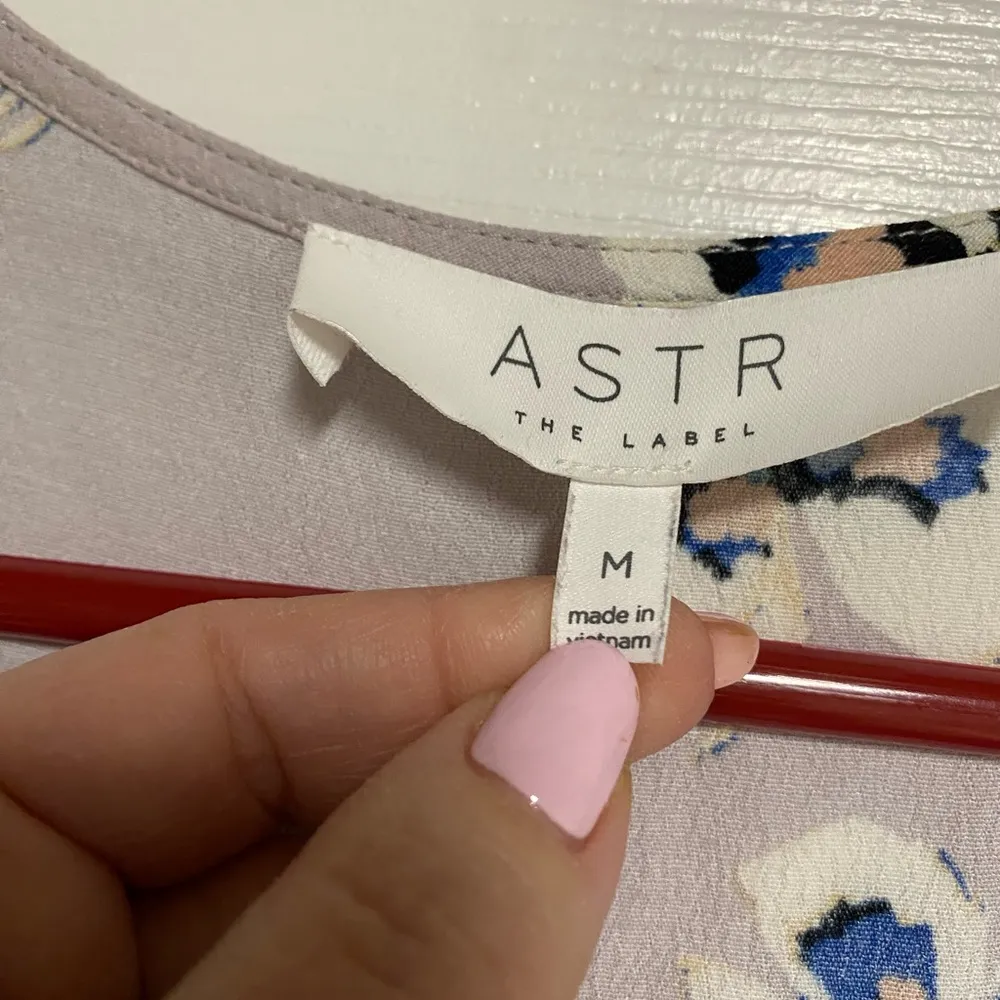 ASTR
THE LABEL
M
made in
vietnam